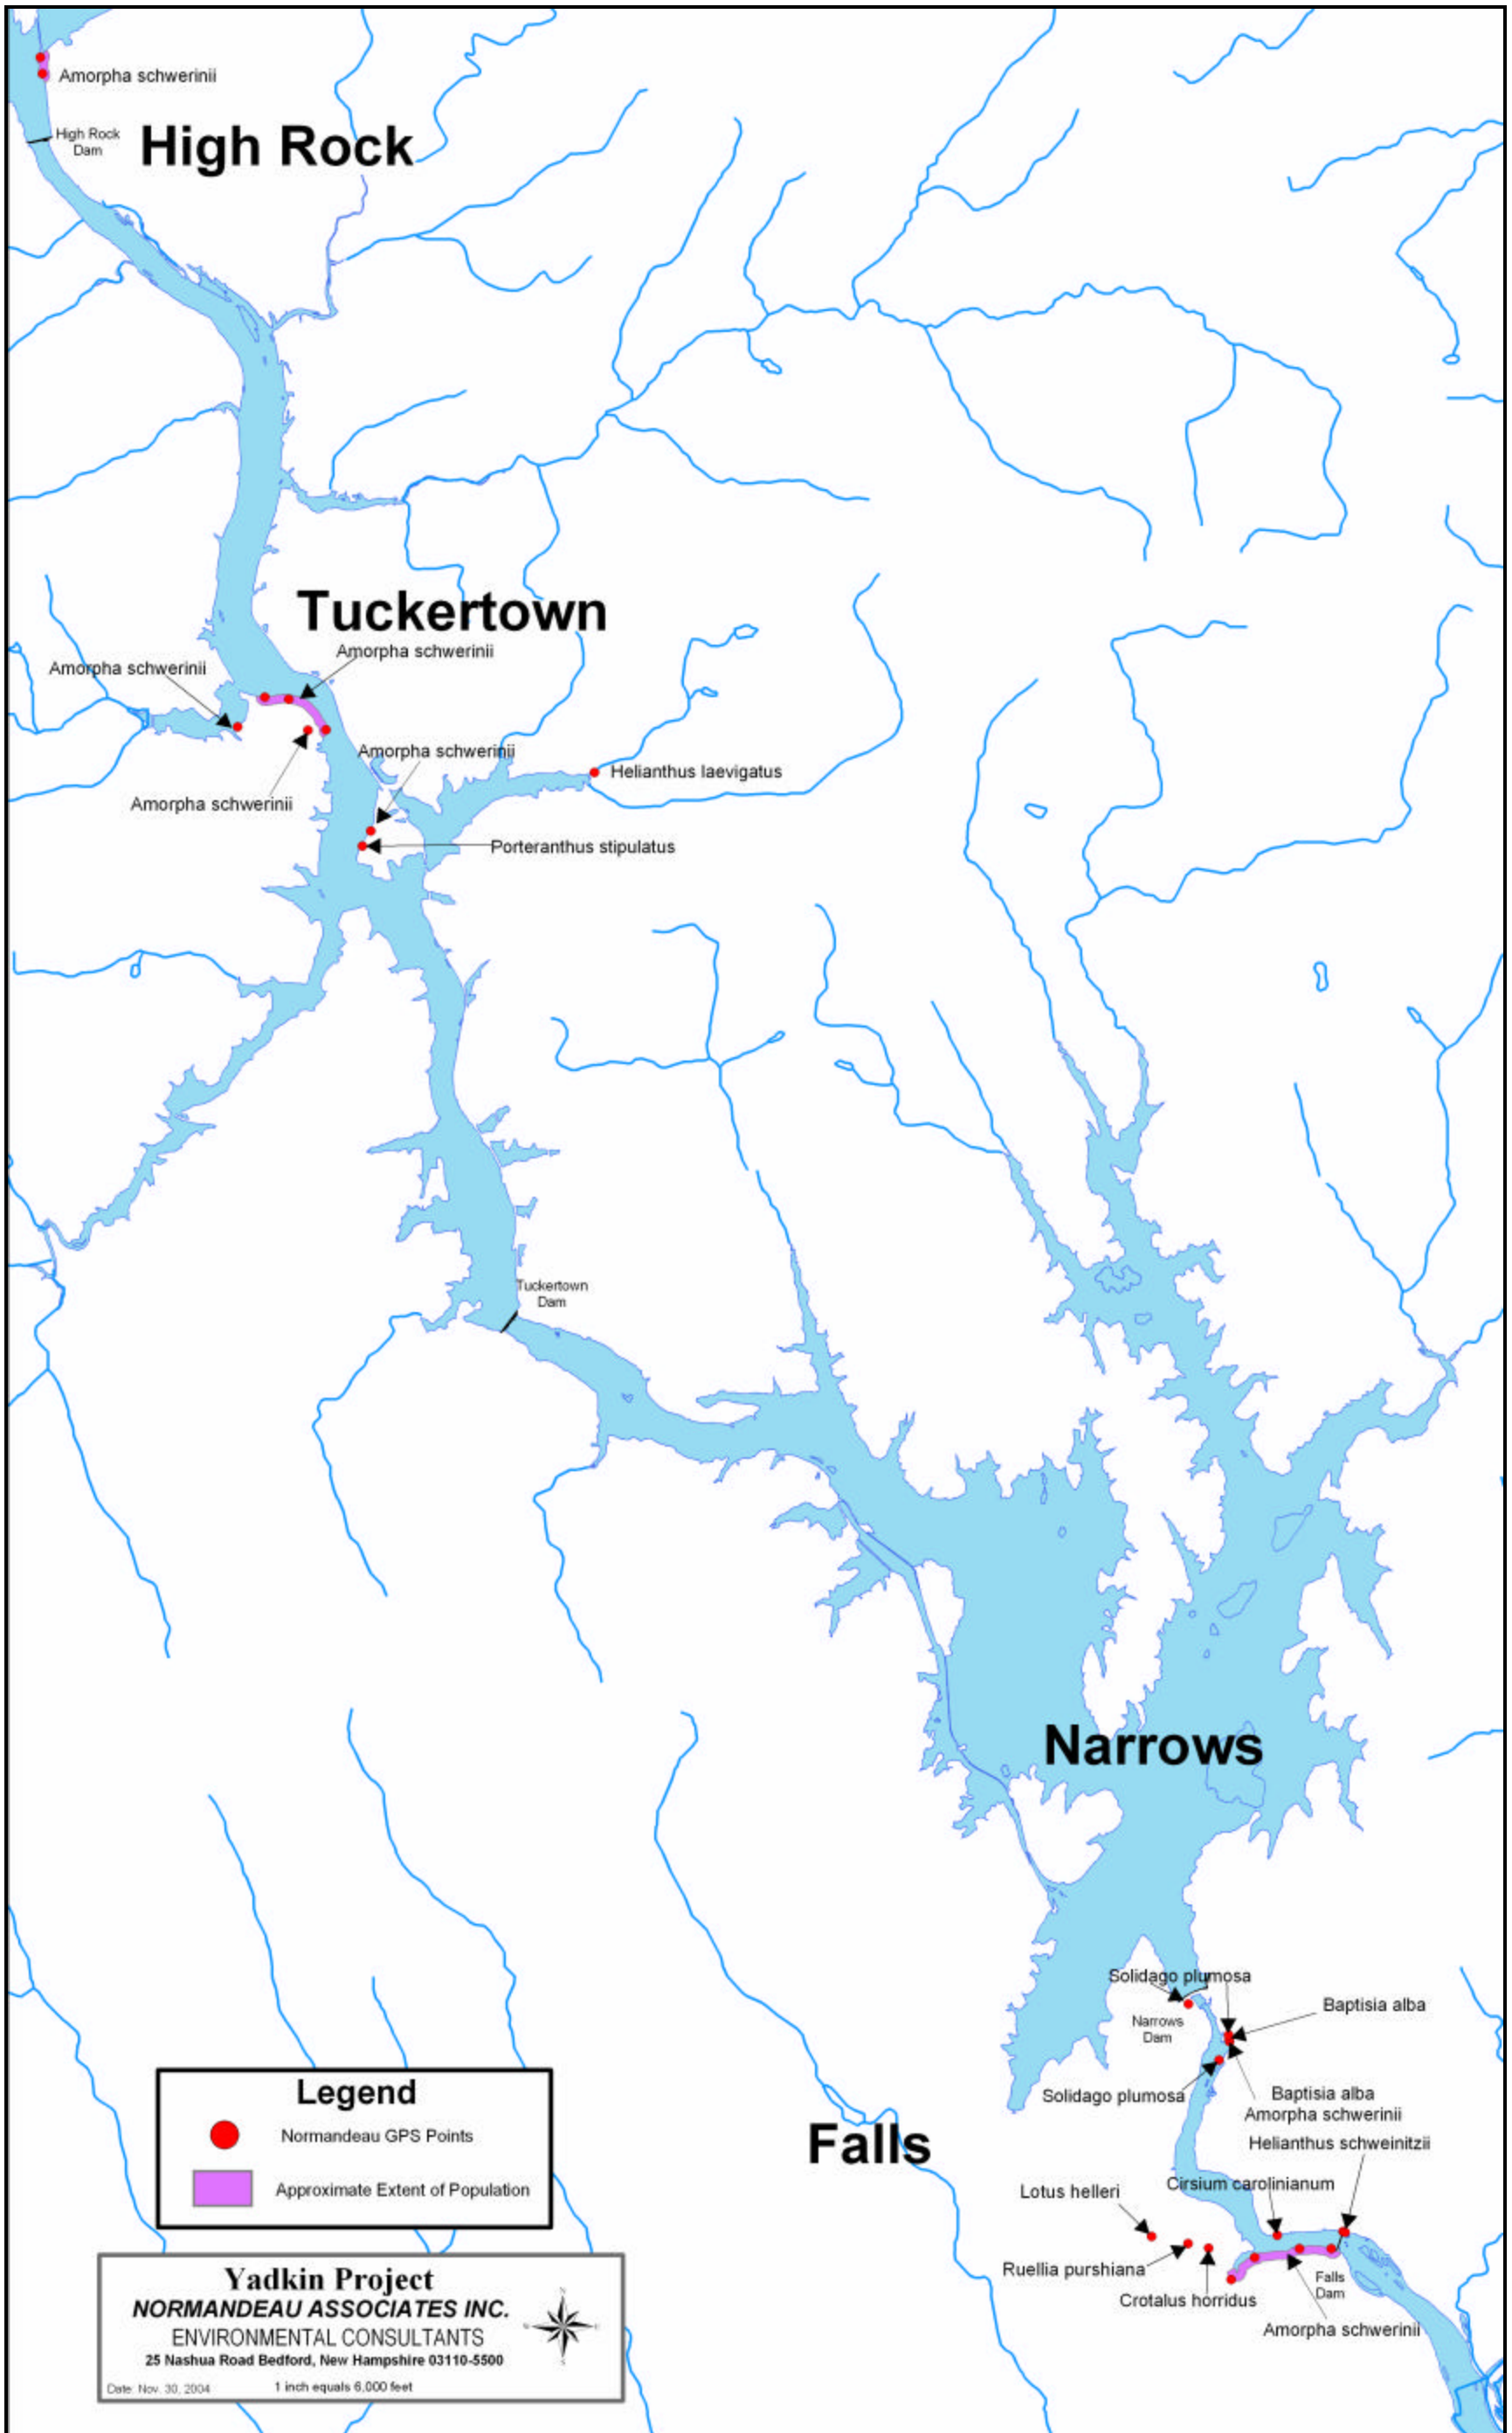 Amorpha schwerinii
High Rock
Dam
High Rock
Tuckertown
Amorpha schwerinii
Amorpha schwerinii
Amorpha schwerinii
Helianthus laevigatus
Amorpha schwerinii
Porteranthus stipulatus
Tuckertown
Dam
Narrows
Solidago plumosa
Baptisia alba
Narrows
Dam
Solidago plumosa
Baptisia alba
Amorpha schwerinii
Falls
Helianthus schweinitzii
Cirsium carolinianum
Lotus helleri
Ruellia purshiana
Crotalus horridus
Falls
Dam
Amorpha schwerinii
Legend
Normandeau GPS Points
Approximate Extent of Population
Yadkin Project
NORMANDEAU ASSOCIATES INC.
ENVIRONMENTAL CONSULTANTS
25 Nashua Road Bedford, New Hampshire 03110-5500
Date: Nov. 30, 2004
1 inch equals 6,000 feet